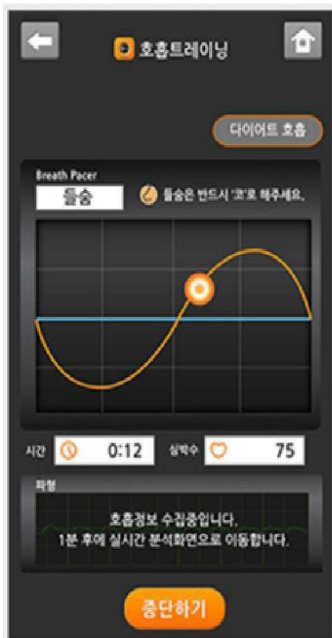 호흡트레이닝
다이어트 호흡
Breath Pacer
들숨 들숨은 반드시 '코'로 해주세요.
시간 0:12 심박수 75
파형
호흡정보 수집중입니다.
1분 후에 실시간 분석화면으로 이동합니다.
중단하기